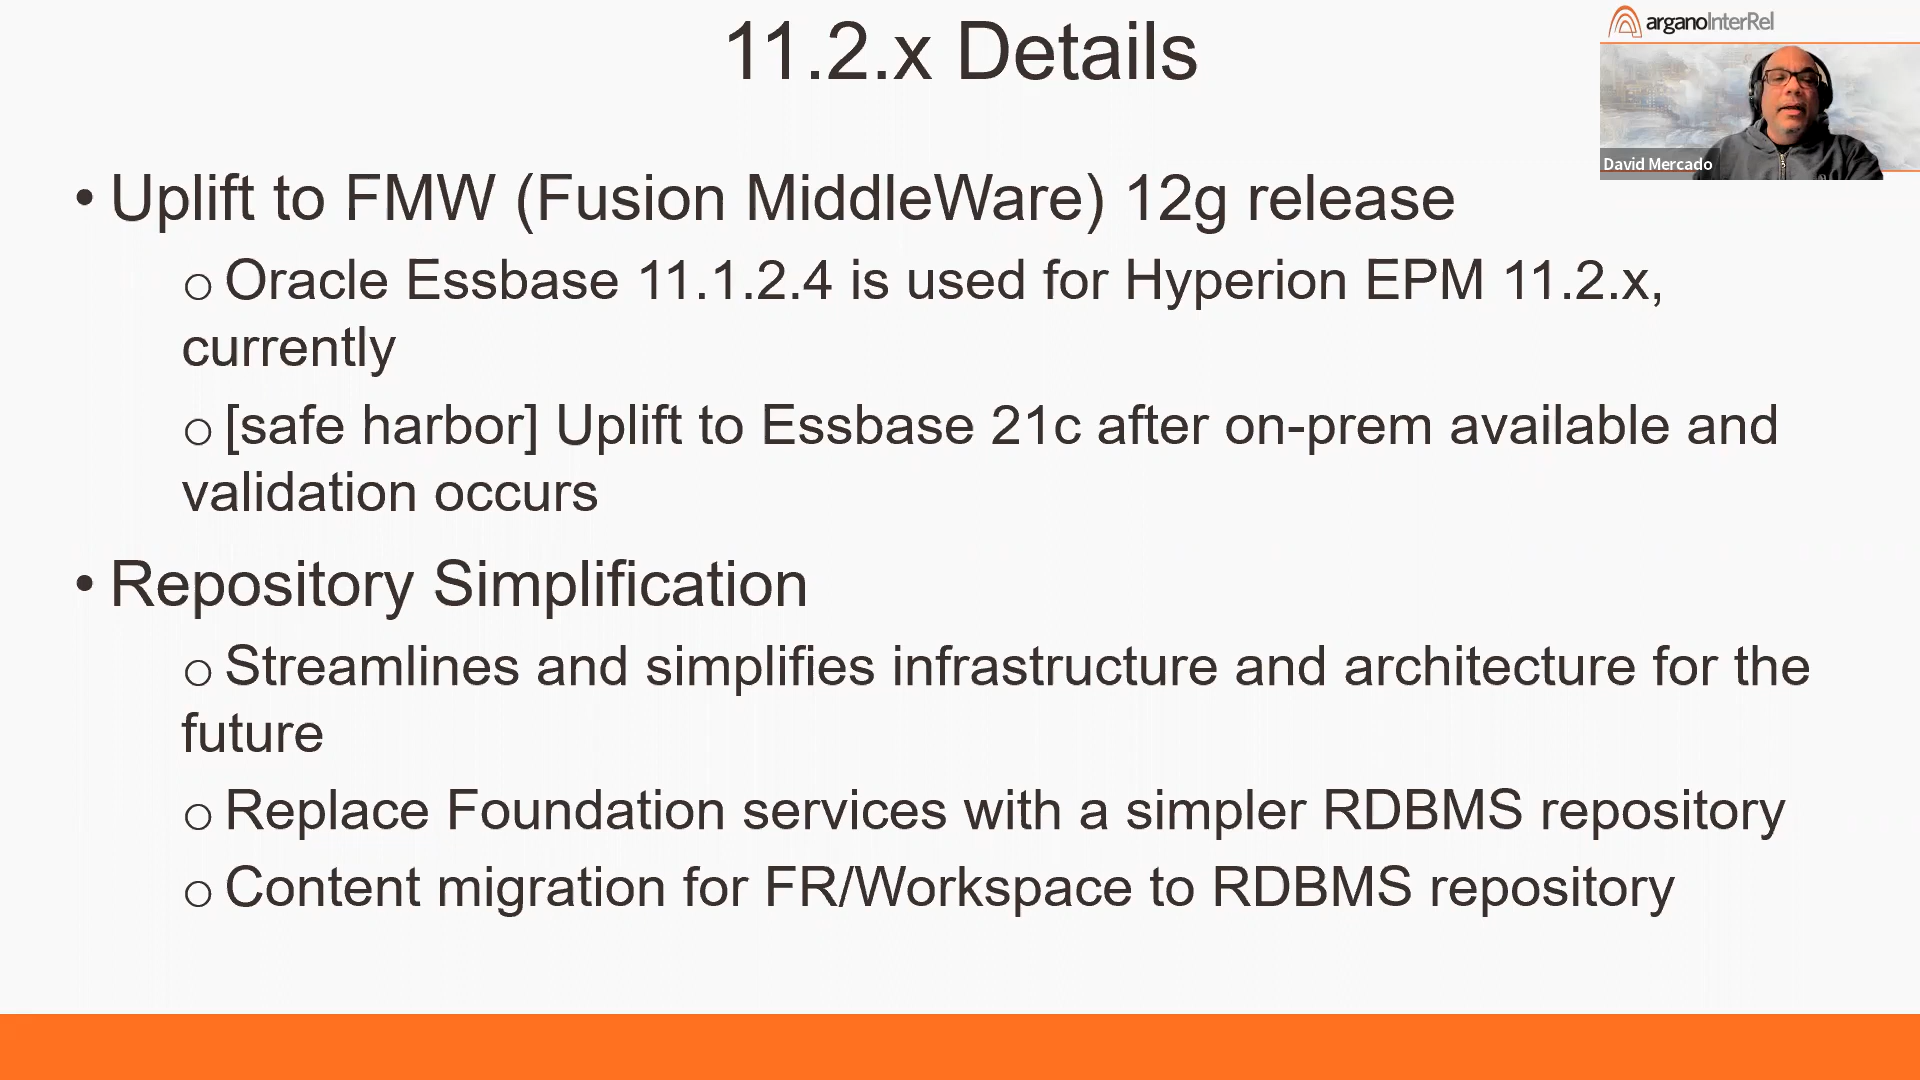 11.2.x Details
arganoInterRel
David Mercado
• Uplift to FMW (Fusion MiddleWare) 12g release
o Oracle Essbase 11.1.2.4 is used for Hyperion EPM 11.2.x,
currently
o [safe harbor] Uplift to Essbase 21c after on-prem available and
validation occurs
• Repository Simplification
o Streamlines and simplifies infrastructure and architecture for the
future
o Replace Foundation services with a simpler RDBMS repository
o Content migration for FR/Workspace to RDBMS repository